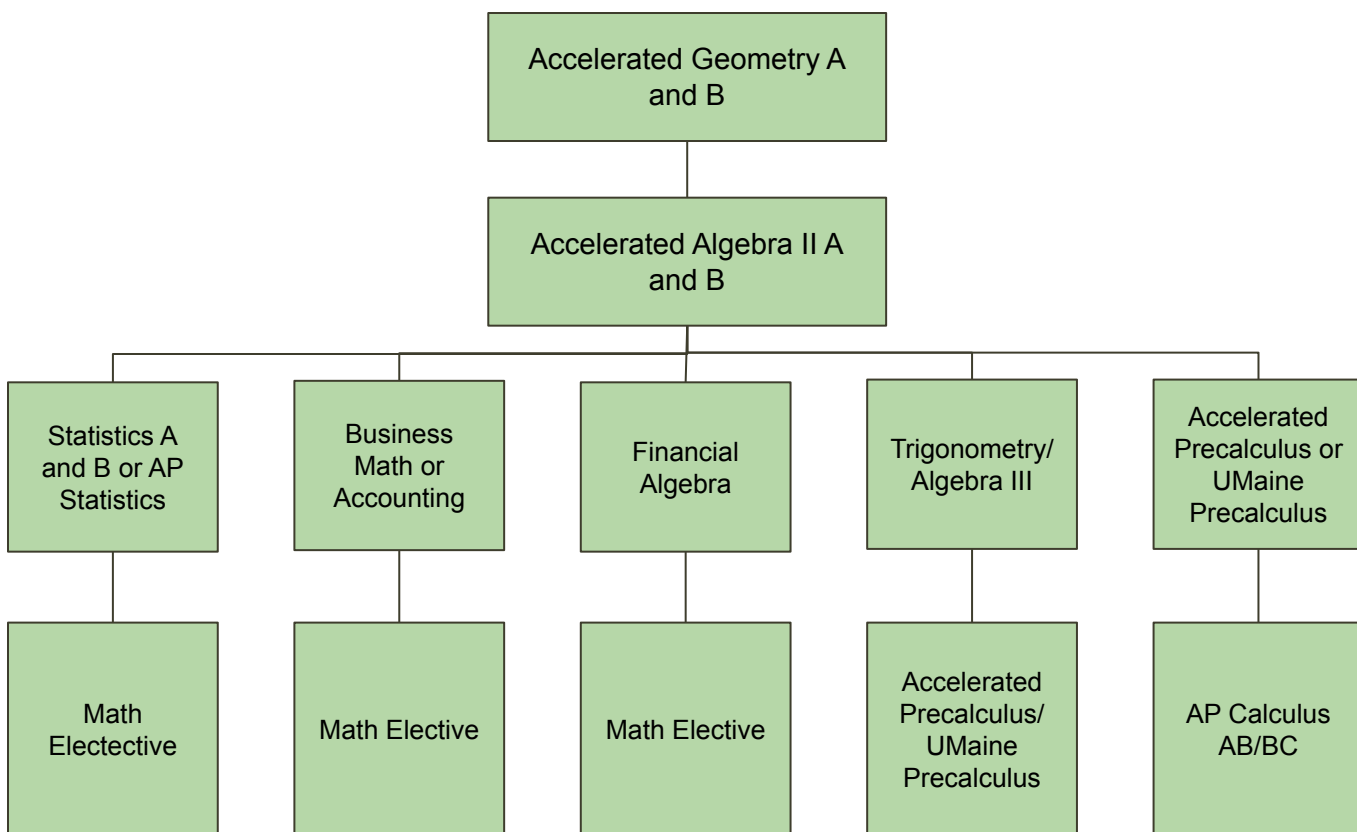 Accelerated Geometry A
and B
Accelerated Algebra II A
and B
Statistics A
and B or AP
Statistics
Business
Math or
Accounting
Financial
Algebra
Trigonometry/
Algebra III
Accelerated
Precalculus or
UMaine
Precalculus
Math
Electective
Math Elective
Math Elective
Accelerated
Precalculus/
UMaine
Precalculus
AP Calculus
AB/BC